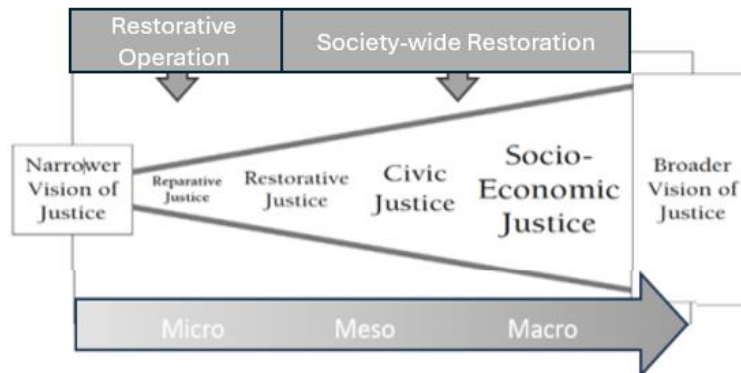 Restorative
Operation
Society-wide Restoration
Narrower
Vision of
Justice
Reparative
Justice
Restorative
Justice
Civic
Justice
Socio-
Economic
Justice
Broader
Vision of
Justice
Micro
Meso
Macro